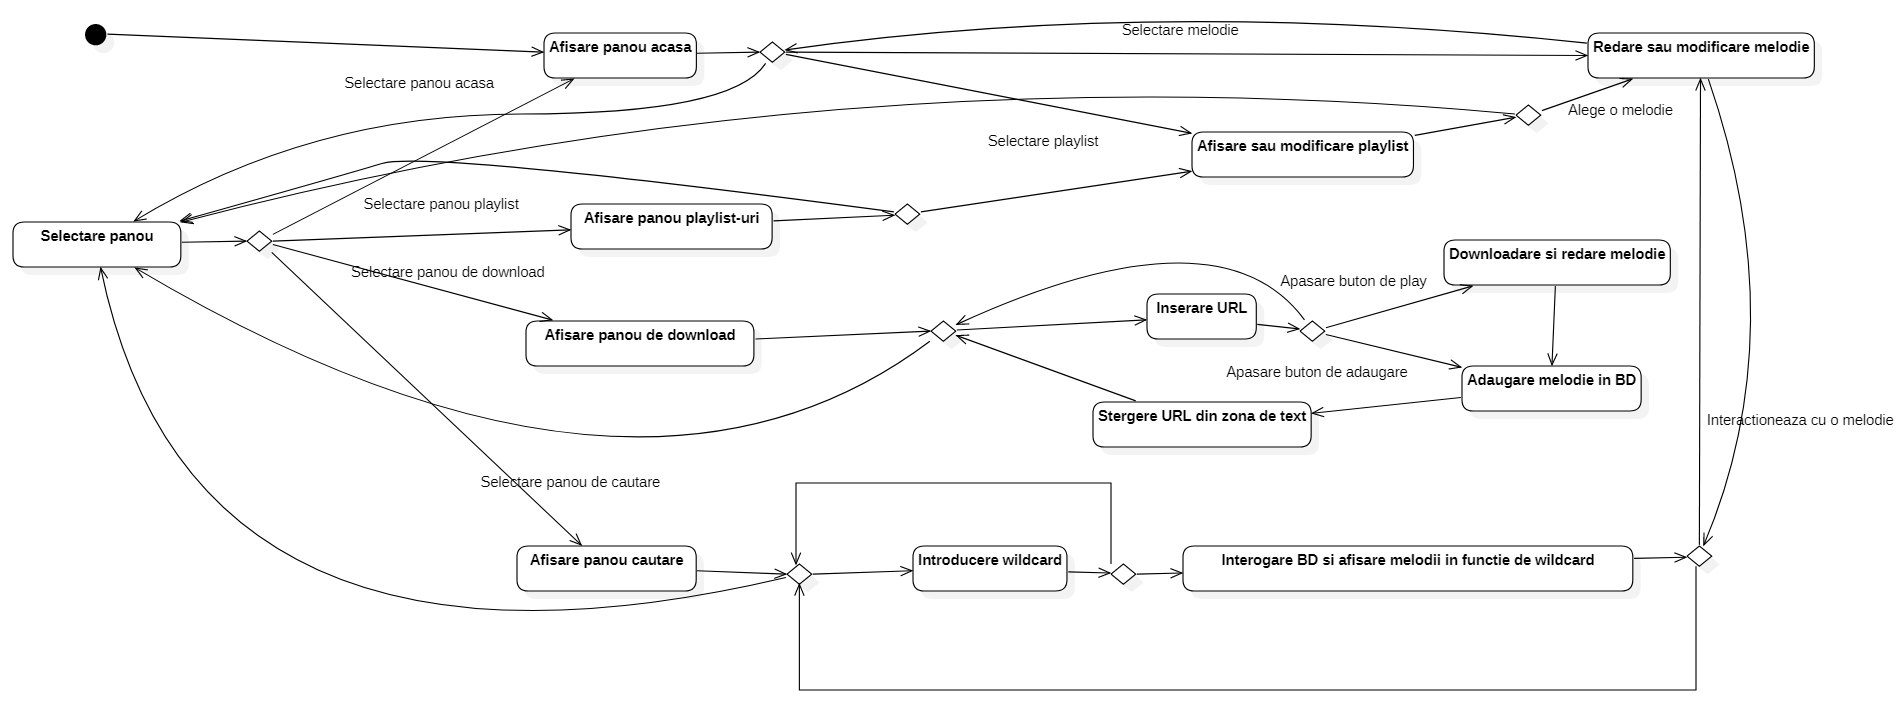 Selectare melodie
Afisare panou acasa
Redare sau modificare melodie
Selectare panou acasa
Alege o melodie
Selectare playlist
Afisare sau modificare playlist
Selectare panou playlist
Afisare panou playlist-uri
Selectare panou
Downloadare si redare melodie
Selectare panou de download
Apasare buton de play
Inserare URL
Afisare panou de download
Apasare buton de adaugare
Adaugare melodie in BD
Stergere URL din zona de text
Interactioneaza cu o melodie
Selectare panou de cautare
Afisare panou cautare
Introducere wildcard
Interogare BD si afisare melodii in functie de wildcard